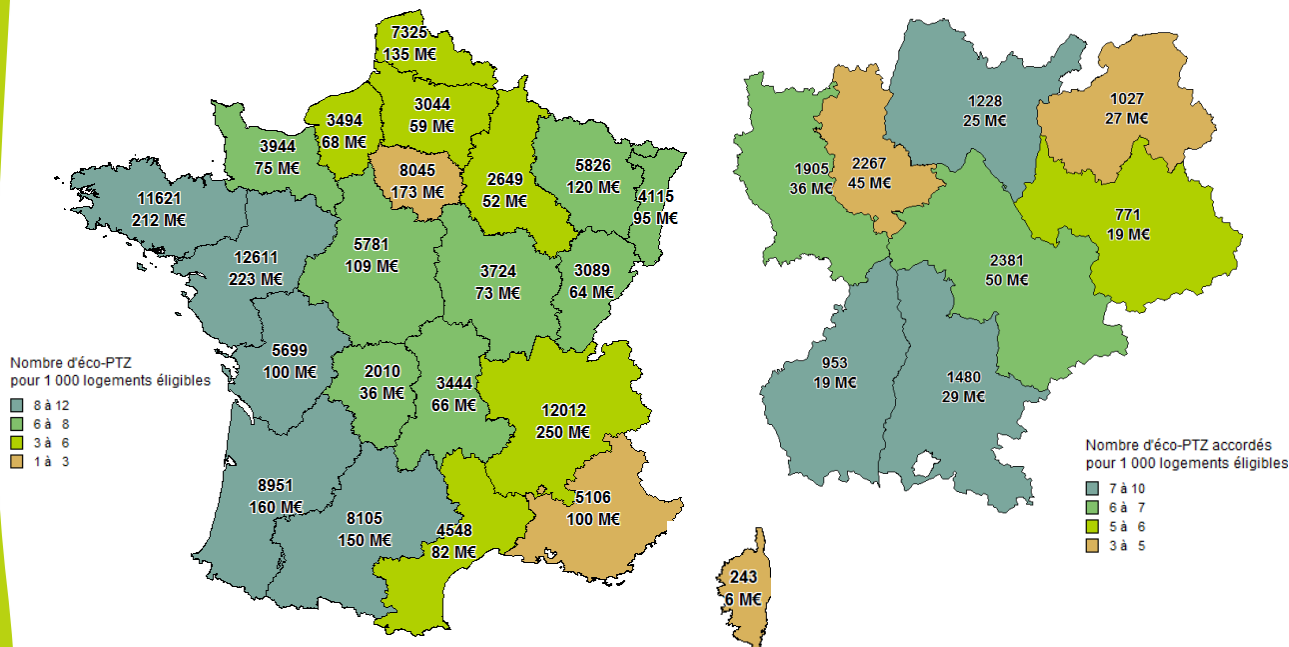 7325
135 M€
3044
59 M€
3494
68 M€
3944
75 M€
8045
173 M€
2649
52 M€
5826
120 M€
4115
95 M€
11621
212 M€
12611
223 M€
5781
109 M€
3724
73 M€
3089
64 M€
5699
100 M€
2010
36 M€
3444
66 M€
12012
250 M€
8951
160 M€
8105
150 M€
4548
82 M€
5106
100 M€
243
6 M€
Nombre d'éco-PTZ
pour 1 000 logements éligibles
8 à 12
6 à 8
3 à 6
1 à 3
1228
25 M€
1027
27 M€
1905
36 M€
2267
45 M€
771
19 M€
2381
50 M€
953
19 M€
1480
29 M€
Nombre d'éco-PTZ accordés
pour 1 000 logements éligibles
7 à 10
6 à 7
5 à 6
3 à 5